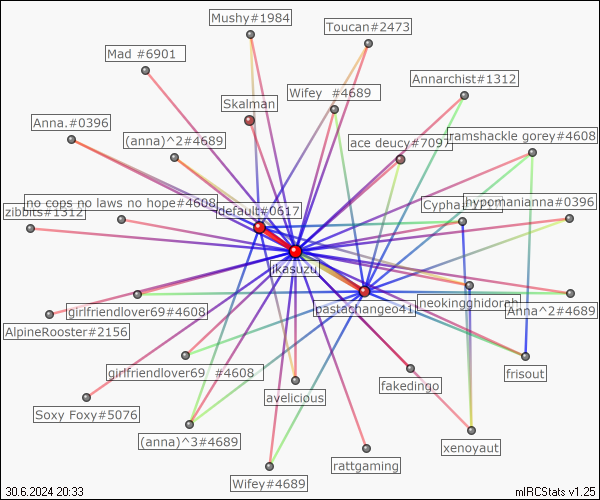 Mushy#1984
Toucan#2473
Mad #6901
Annarchist#1312
Wifey #4689
Skalman
Anna.#0396
(anna)^2#4689
ace deucy#7097
ramshackle gorey#4608
no cops no laws no hope#4608
zibbits#1312
default#0617
hypomanianna#0396
jkasuzu
pastachange041
neokingghidorah
Anna^2#4689
girlfriendlover69#4608
AlpineRooster#2156
girlfriendlover69 #4608
frisout
fakedingo
avelicious
Soxy Foxy#5076
(anna)^3#4689
xenoyaut
rattgaming
Wifey#4689
30.6.2024 20:33
mIRCStats v1.25